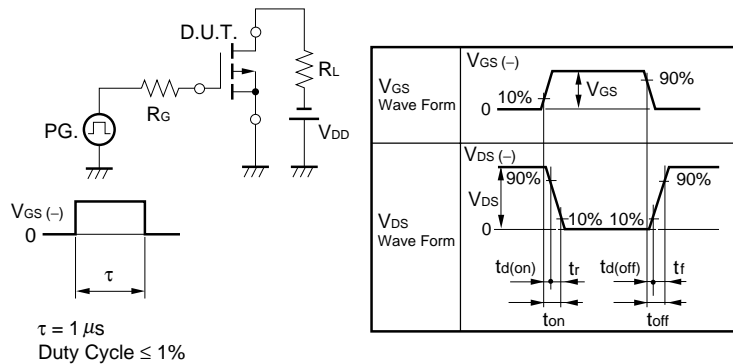 D.U.T.
RG
PG.
RL
VDD
VGS (−)
0
τ
τ = 1 μs
Duty Cycle ≤ 1%
VGS
Wave Form
VGS (−)
10%
0
VGS
90%
VDS
Wave Form
VDS (−)
90%
VDS
0
10%
10%
90%
td(on)
tr
td(off)
tf
ton
toff